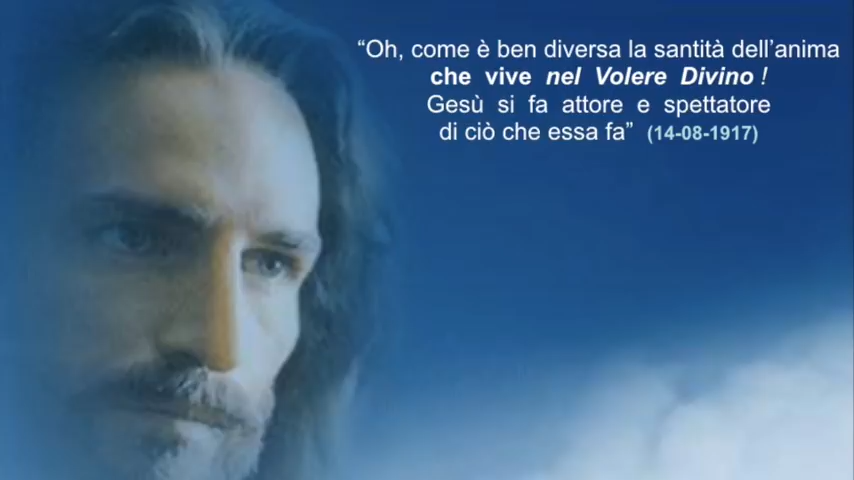 “Oh, come è ben diversa la santità dell’anima
che vive nel Volere Divino !
Gesù si fa attore e spettatore
di ciò che essa fa” (14-08-1917)